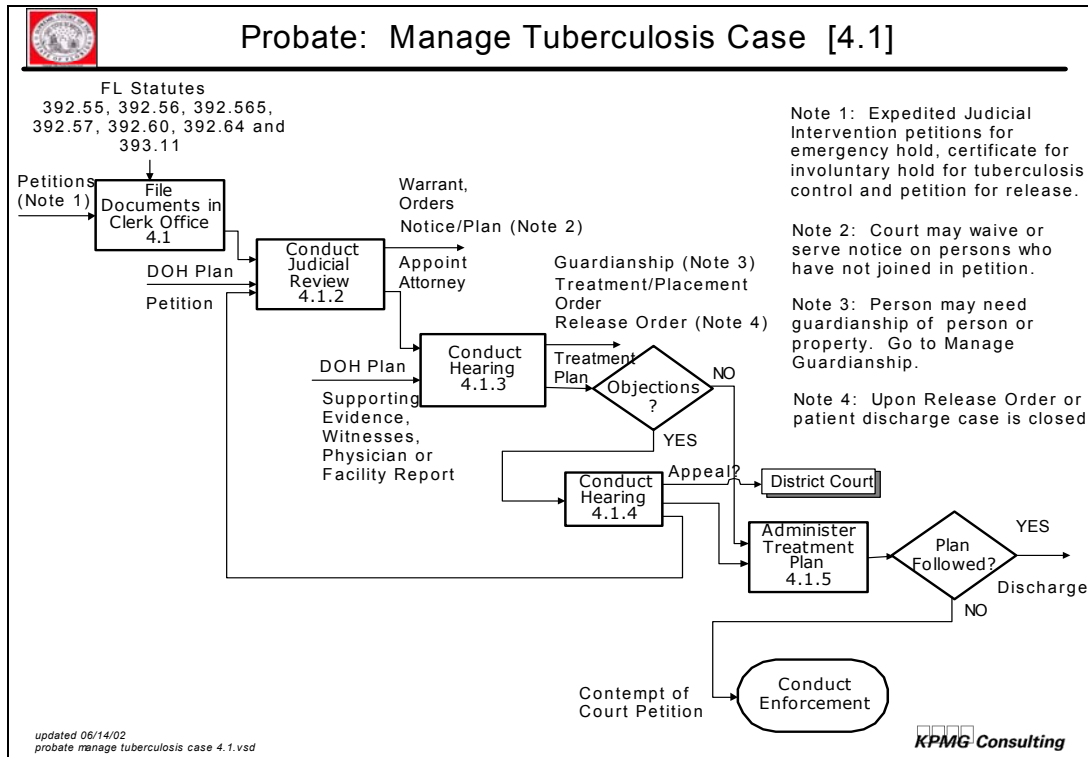 Probate: Manage Tuberculosis Case [4.1]
FL Statutes
392.55, 392.56, 392.565,
392.57, 392.60, 392.64 and
393.11
Petitions
(Note 1)
File
Documents in
Clerk Office
4.1
Warrant,
Orders
Notice/Plan (Note 2)
DOH Plan
Petition
Conduct
Judicial
Review
4.1.2
Appoint
Attorney
Guardianship (Note 3)
Treatment/Placement
Order
Release Order (Note 4)
DOH Plan
Conduct
Hearing
4.1.3
Treatment
Plan
Supporting
Evidence,
Witnesses,
Physician or
Facility Report
Objections
?
NO
YES
Conduct
Hearing
4.1.4
Appeal?
District Court
Administer
Treatment
Plan
4.1.5
Plan
Followed?
YES
Discharge
NO
Contempt of
Court Petition
Conduct
Enforcement
Note 1: Expedited Judicial
Intervention petitions for
emergency hold, certificate for
involuntary hold for tuberculosis
control and petition for release.
Note 2: Court may waive or
serve notice on persons who
have not joined in petition.
Note 3: Person may need
guardianship of person or
property. Go to Manage
Guardianship.
Note 4: Upon Release Order or
patient discharge case is closed
updated 06/14/02
probate manage tuberculosis case 4.1.vsd
KPMG Consulting